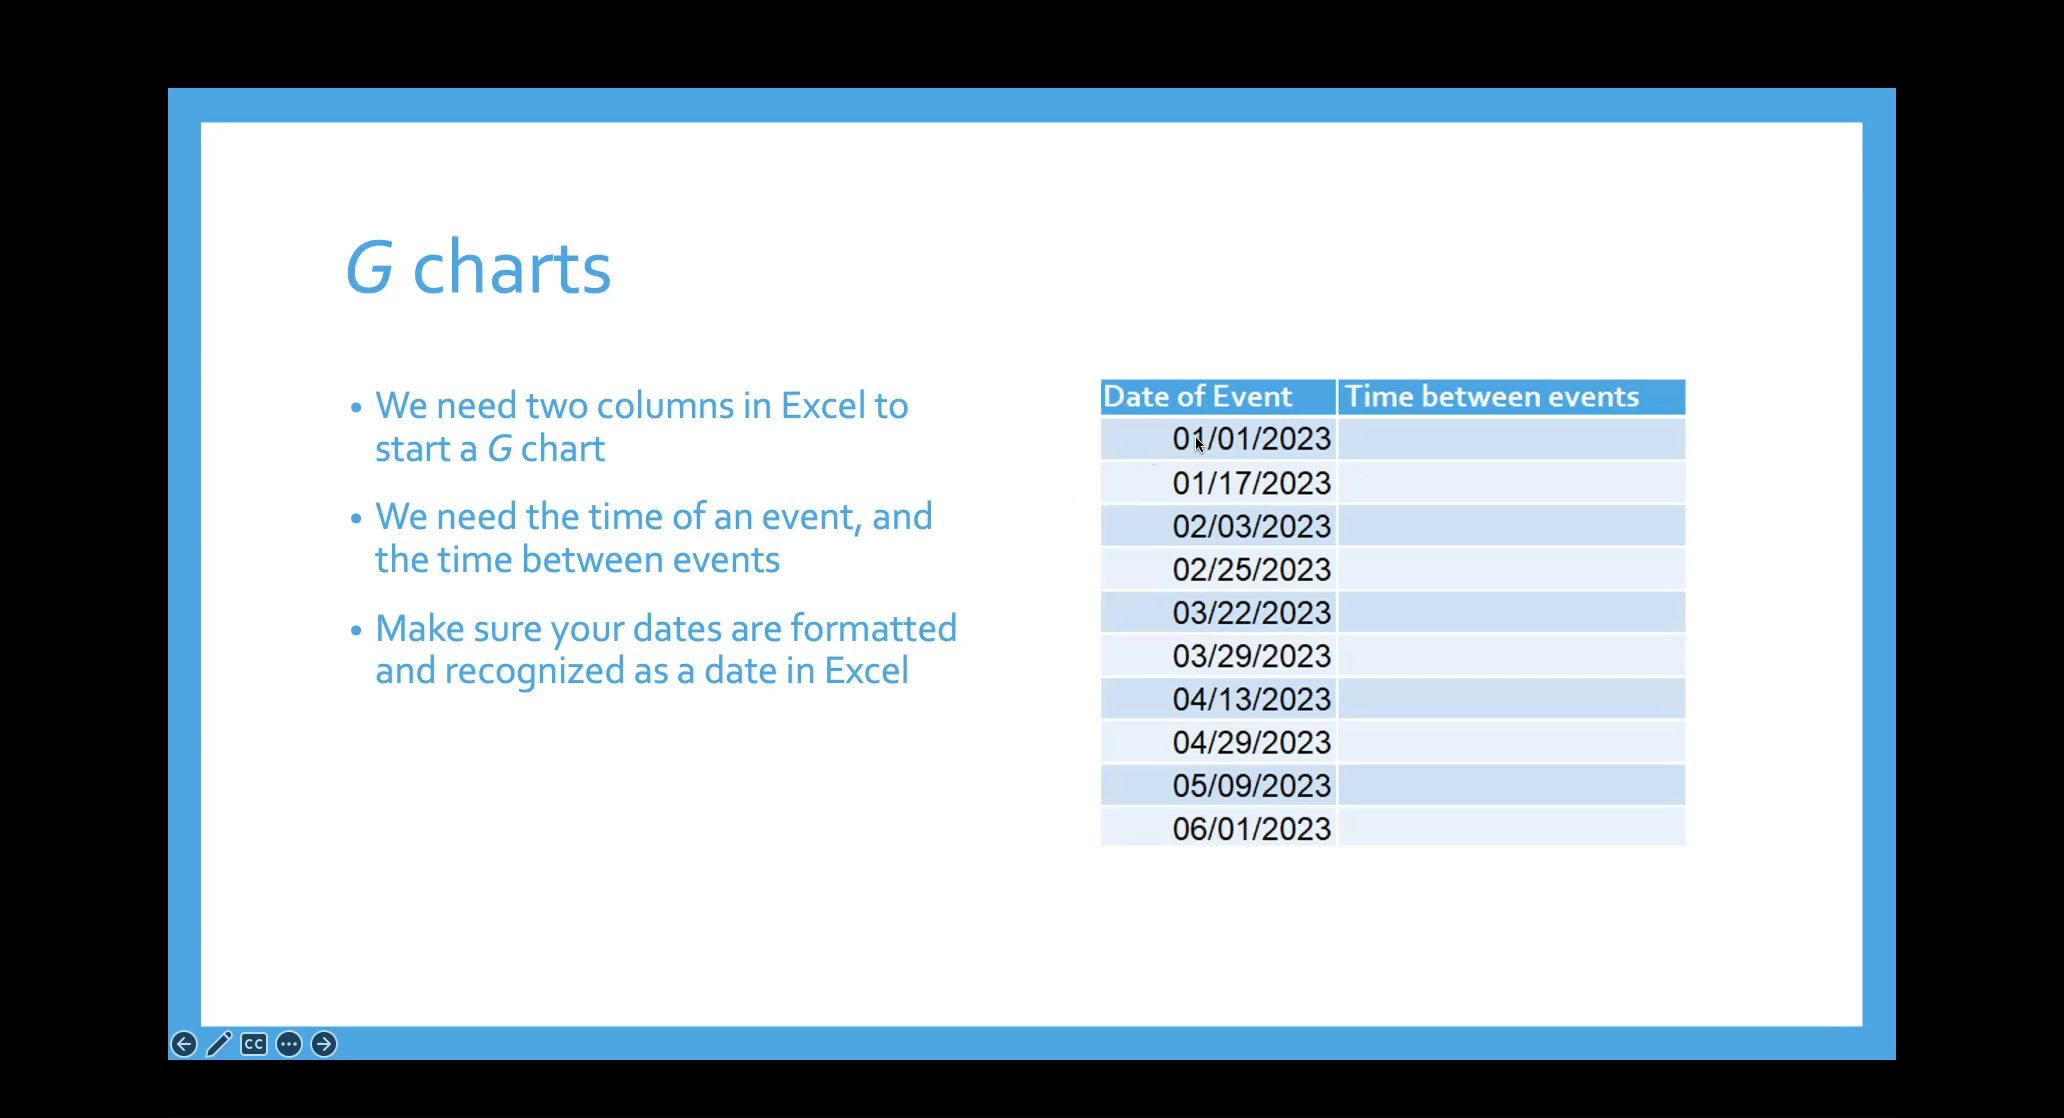 G charts
• We need two columns in Excel to
start a G chart
• We need the time of an event, and
the time between events
• Make sure your dates are formatted
and recognized as a date in Excel
Date of Event Time between events
01/01/2023
01/17/2023
02/03/2023
02/25/2023
03/22/2023
03/29/2023
04/13/2023
04/29/2023
05/09/2023
06/01/2023
CC